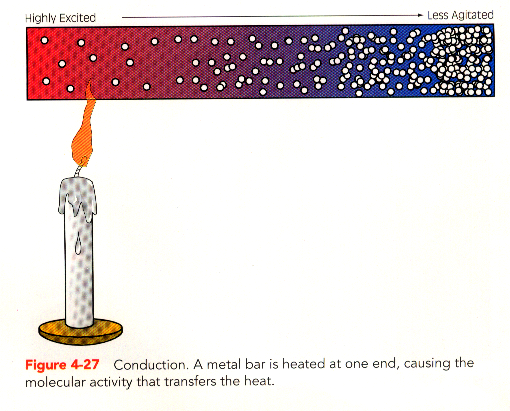 Highly Excited Less Agitated
Figure 4-27 Conduction. A metal bar is heated at one end, causing the
molecular activity that transfers the heat.